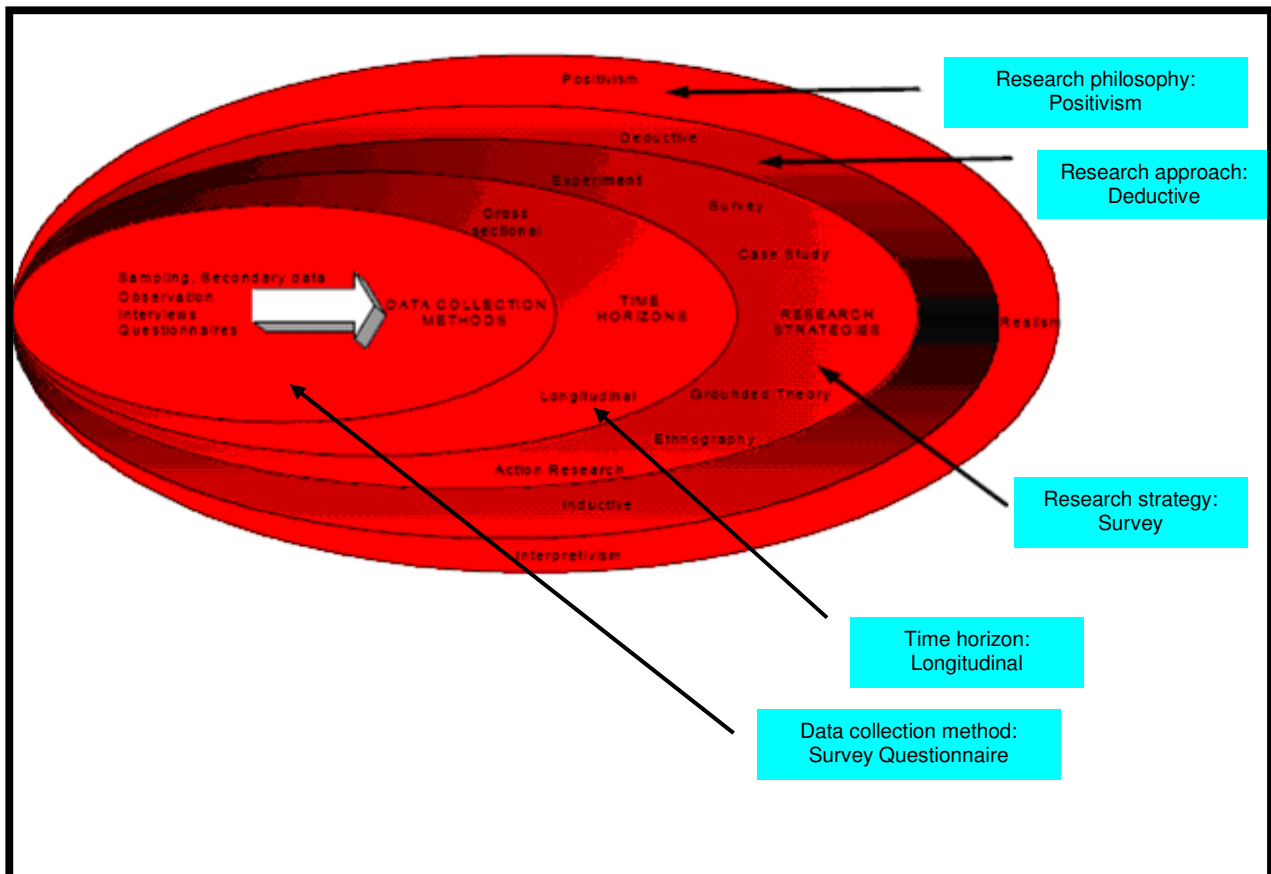 Positivism
Research philosophy:
Positivism
Deductive
Research approach:
Deductive
Experiment
Survey
Cross
sectional
Case Study
Sampling, Secondary data
Observation
Interviews
Questionnaires
DATA COLLECTION
METHODS
TIME
HORIZONS
RESEARCH
STRATEGIES
Realism
Longitudinal
Grounded Theory
Ethnography
Action Research
Inductive
Interpretivism
Research strategy:
Survey
Time horizon:
Longitudinal
Data collection method:
Survey Questionnaire